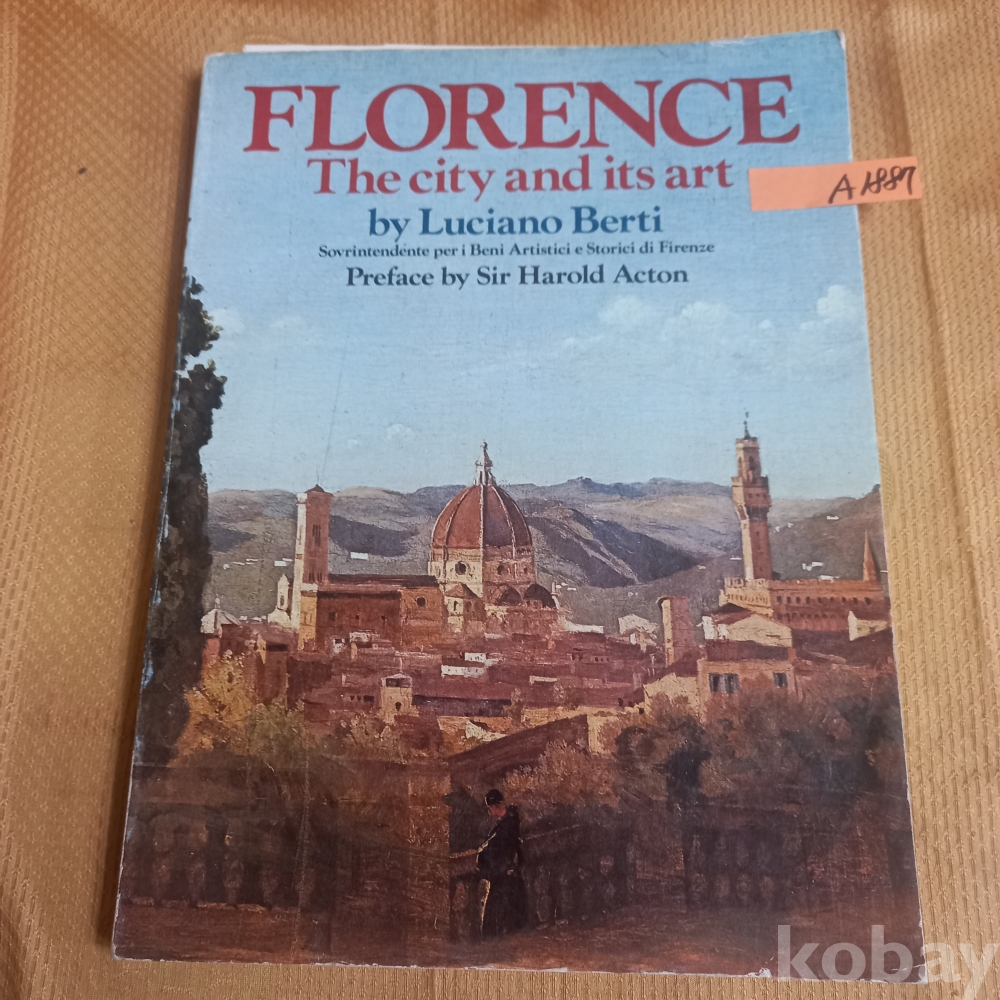 FLORENCE
The city and its art
A1887
by Luciano Berti
Sovrintendente per i Beni Artistici e Storici di Firenze
Preface by Sir Harold Acton
kobay